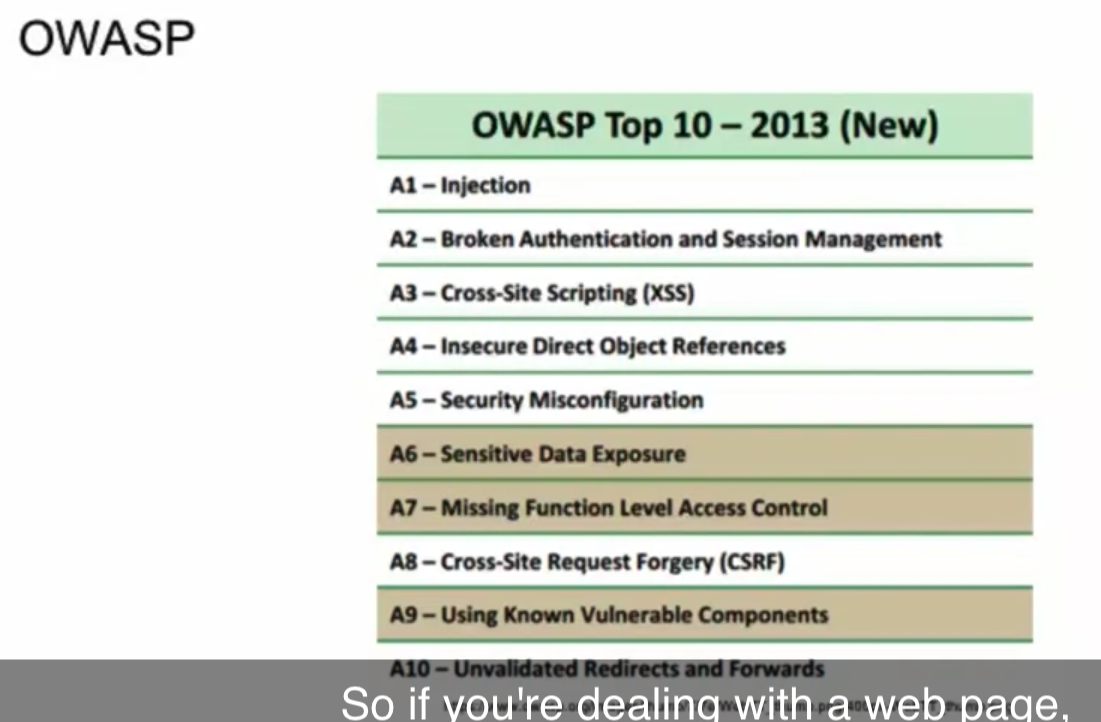 OWASP
OWASP Top 10 – 2013 (New)
A1 – Injection
A2 – Broken Authentication and Session Management
A3 – Cross-Site Scripting (XSS)
A4 – Insecure Direct Object References
A5 – Security Misconfiguration
A6 – Sensitive Data Exposure
A7 – Missing Function Level Access Control
A8 – Cross-Site Request Forgery (CSRF)
A9 – Using Known Vulnerable Components
A10 – Unvalidated Redirects and Forwards
So if you're dealing with a web page,